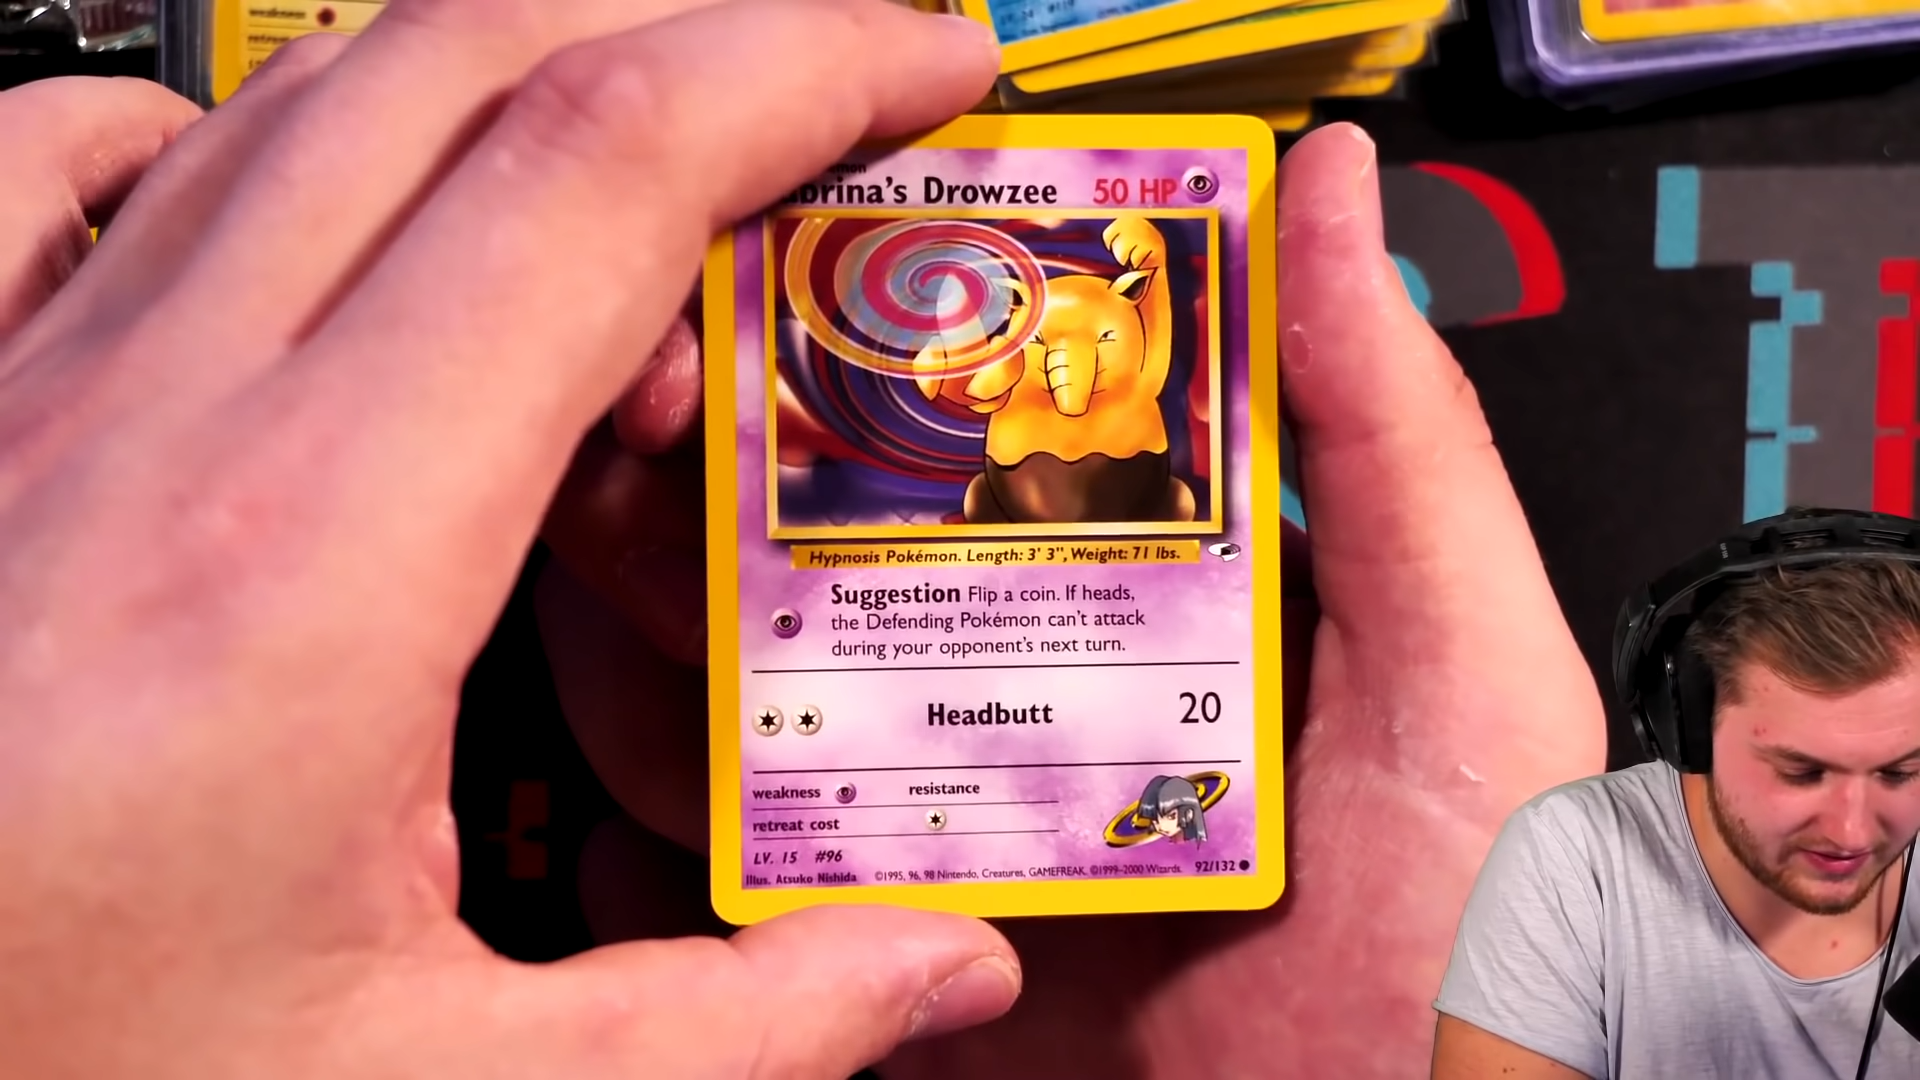 weakness
brina's Drowzee 50 HP
Hypnosis Pokémon. Length: 3' 3", Weight: 71 lbs.
Suggestion Flip a coin. If heads,
the Defending Pokémon can't attack
during your opponent's next turn.
Headbutt 20
weakness resistance
retreat cost
LV. 15 #96
Illus. Atsuko Nishida ©1995, 96, 98 Nintendo, Creatures, GAMEFREAK. ©1999–2000 Wizards. 92/132